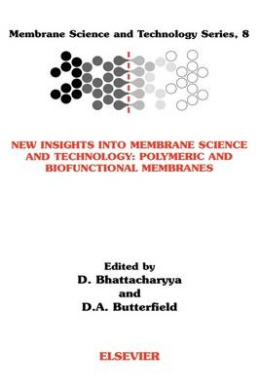 Membrane Science and Technology Series, 8
NEW INSIGHTS INTO MEMBRANE SCIENCE
AND TECHNOLOGY: POLYMERIC AND
BIOFUNCTIONAL MEMBRANES
Edited by
D. Bhattacharyya
and
D.A. Butterfield
ELSEVIER